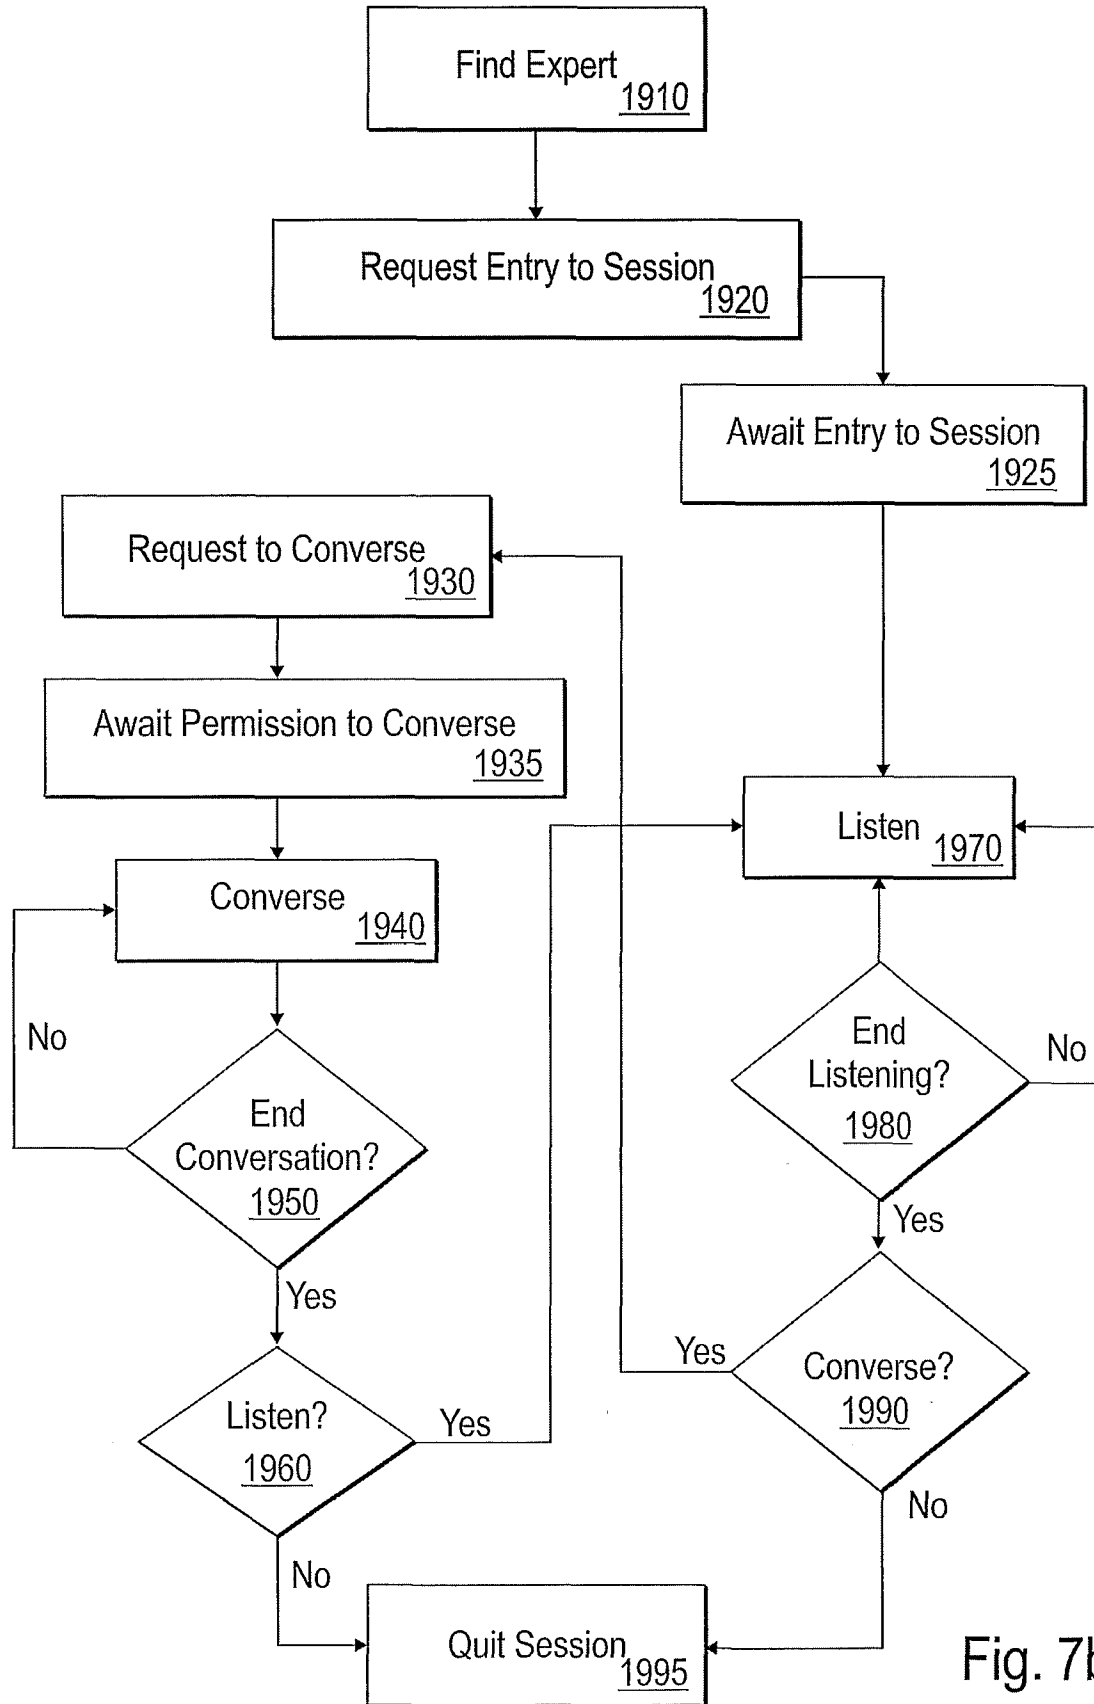 Find Expert
1910
Request Entry to Session
1920
Await Entry to Session
1925
Request to Converse
1930
Await Permission to Converse
1935
Listen
1970
Converse
1940
No
End
Listening?
1980
No
End
Conversation?
1950
Yes
Yes
Listen?
1960
Yes
Yes
Converse?
1990
No
No
Quit Session
1995
Fig. 7b